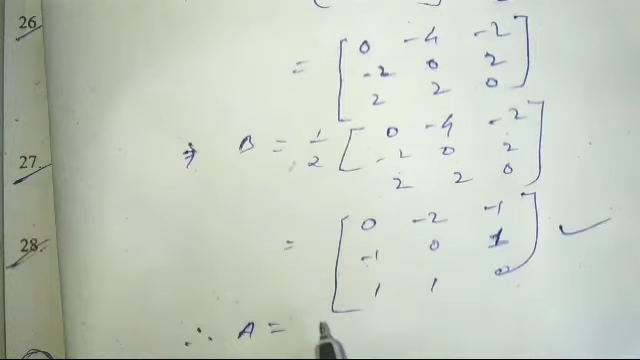 26
= [ 0 -4 -2
-2 0 2
2 2 0 ]
27.
⇒ B = 1/2 [ 0 -4 -2
-2 0 2
2 2 0 ]
28.
= [ 0 -2 -1
-1 0 1
1 1 0 ] ✓
∴ A =